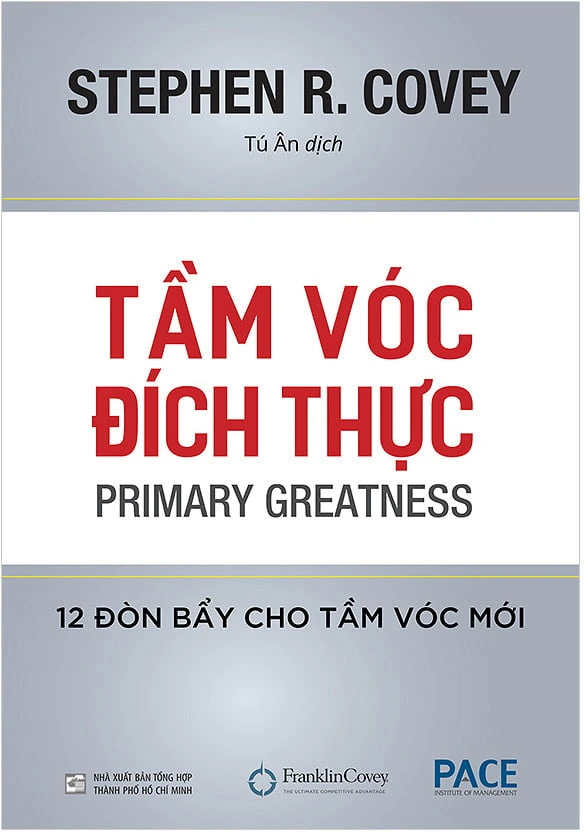 STEPHEN R. COVEY
Tú Ân dịch
TẦM VÓC
ĐÍCH THỰC
PRIMARY GREATNESS
12 ĐÒN BẨY CHO TẦM VÓC MỚI
NHÀ XUẤT BẢN TỔNG HỢP
THÀNH PHỐ HỒ CHÍ MINH
FranklinCovey
THE ULTIMATE COMPETITIVE ADVANTAGE
PACE
INSTITUTE OF MANAGEMENT